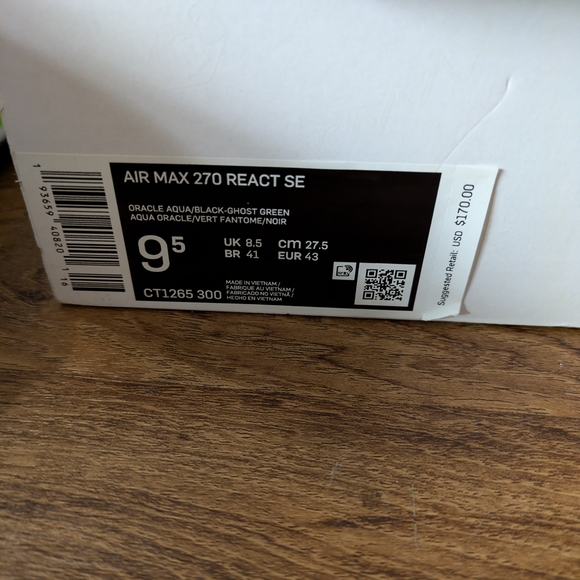 AIR MAX 270 REACT SE
ORACLE AQUA/BLACK-GHOST GREEN
AQUA ORACLE/VERT FANTOME/NOIR
9⁵
UK 8.5 cm 27.5
BR 41 EUR 43
CT1265 300
MADE IN VIETNAM /
FABRIQUE AU VIETNAM /
FABRICADO NO VIETNÃ /
HECHO EN VIETNAM
Suggested Retail: USD $170.00
1 93659 40820 1 16